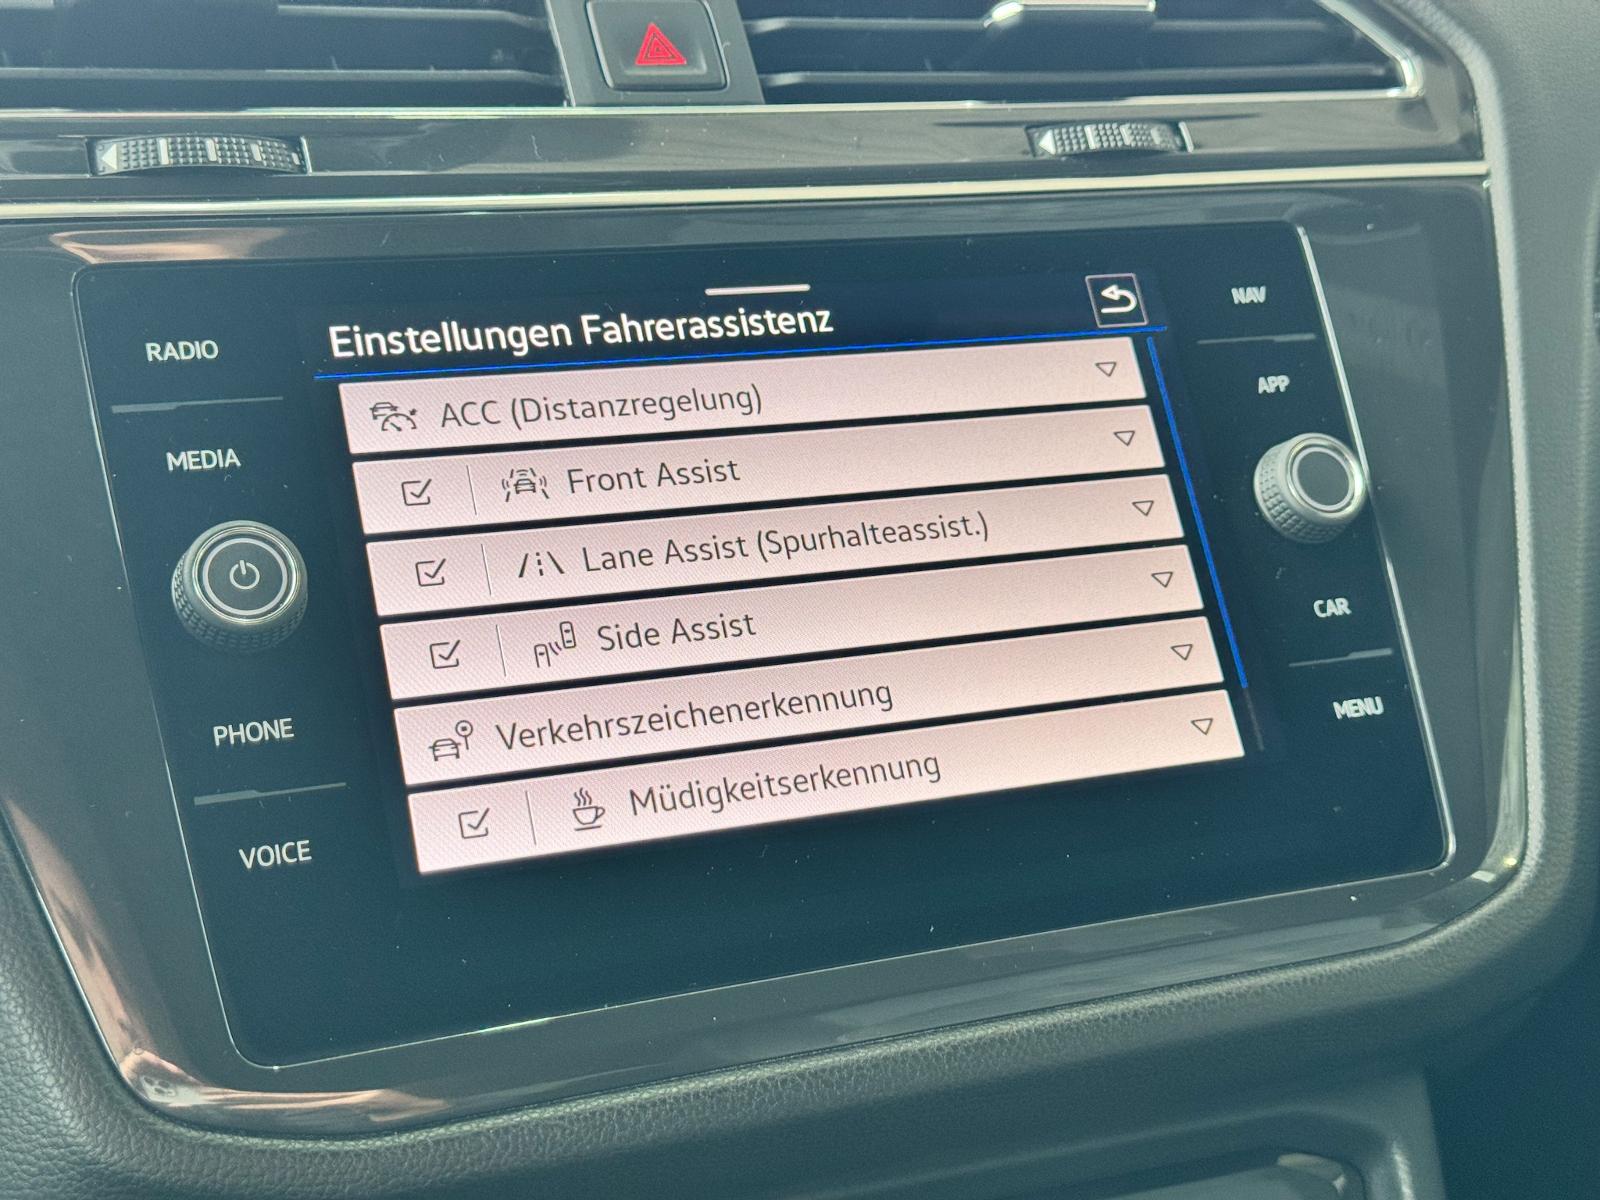 Einstellungen Fahrerassistenz
ACC (Distanzregelung)
Front Assist
Lane Assist (Spurhalteassist.)
Side Assist
Verkehrszeichenerkennung
Müdigkeitserkennung
RADIO
MEDIA
PHONE
VOICE
NAV
APP
CAR
MENU